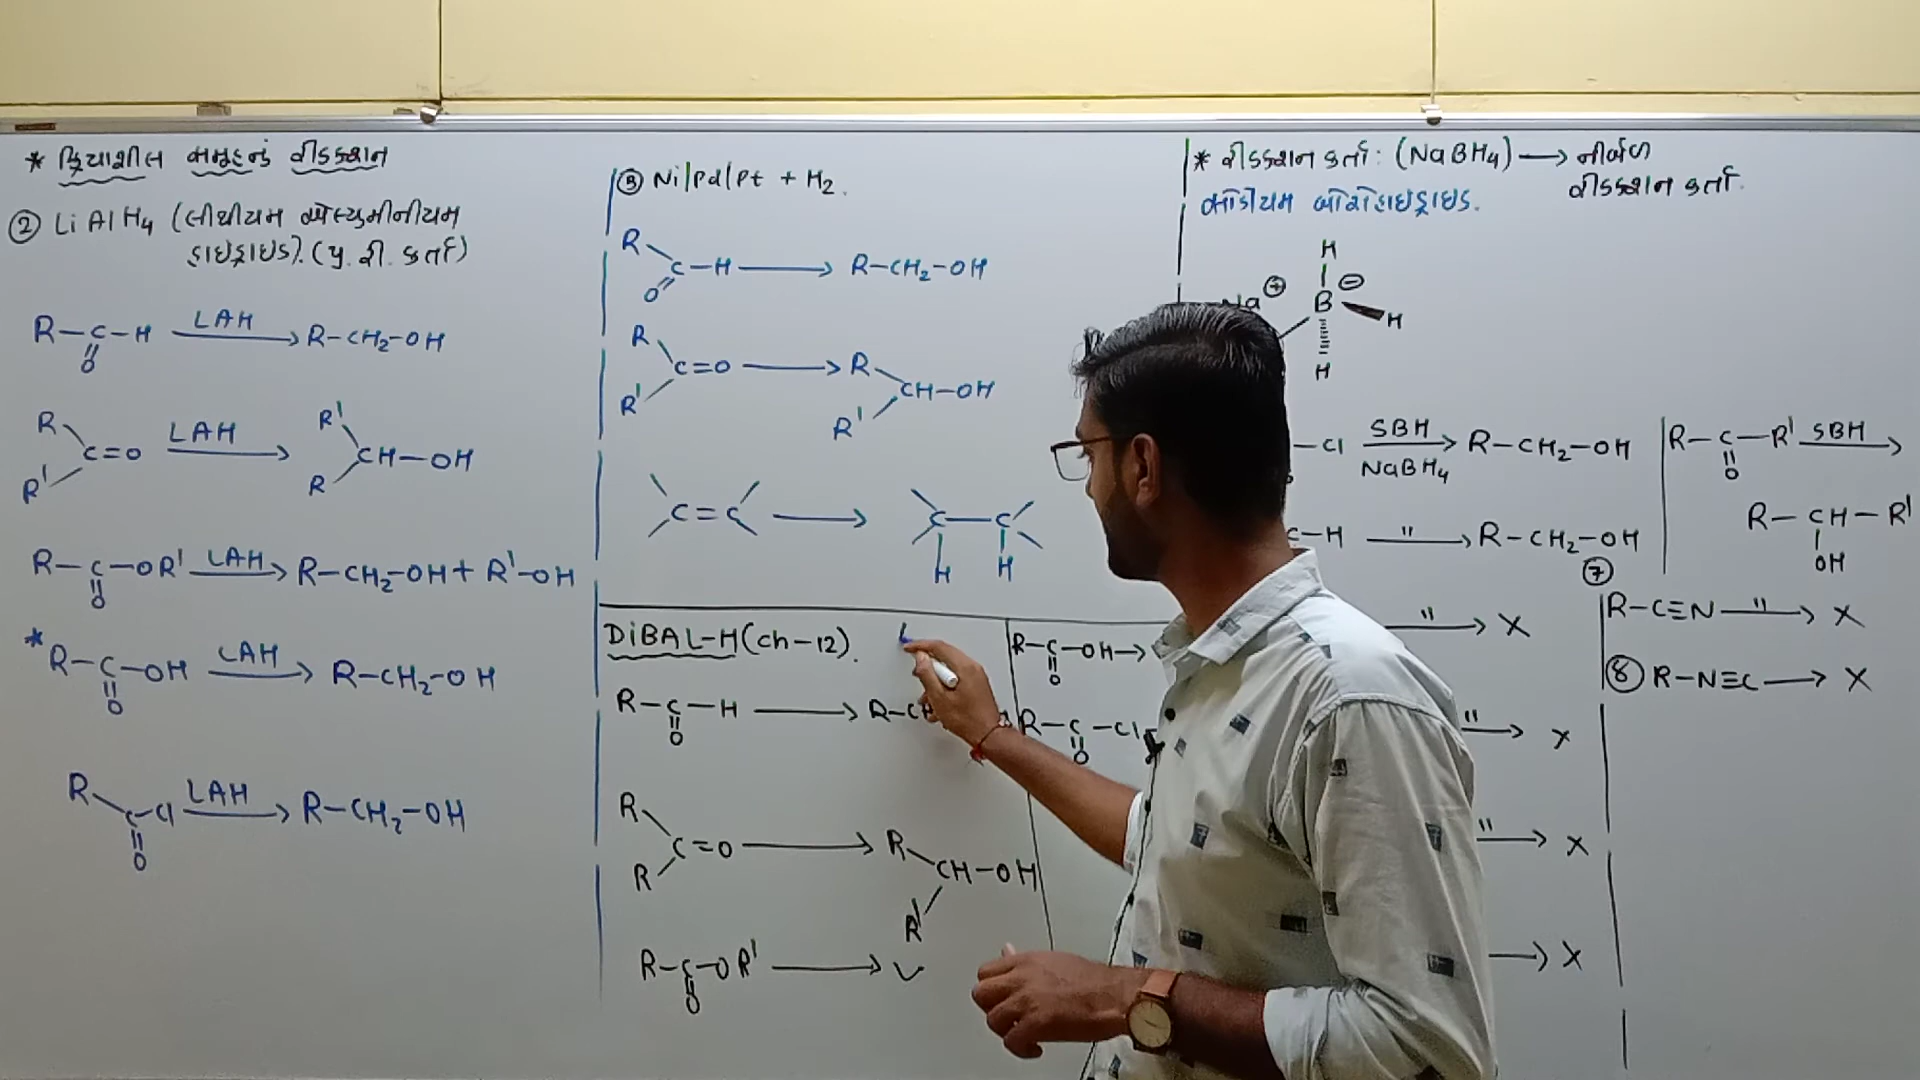 * ક્રિયાશીલ સમૂહનું રીડક્શન
② LiAlH₄ (લીથીયમ એલ્યુમીનીયમ
હાઇડ્રાઇડ). (પ્ર. રી. કર્તા)
R-C-H LAH → R-CH₂-OH
O
R
C=O LAH → R' CH-OH
R' R
R-C-OR' LAH → R-CH₂-OH + R'-OH
O
* R-C-OH LAH → R-CH₂-OH
O
R
C-Cl LAH → R-CH₂-OH
O
③ Ni/Pd/Pt + H₂.
R
C-H → R-CH₂-OH
O
R
C=O → R CH-OH
R' R'
C=C → C-C
H H
DiBAL-H (ch-12).
R-C-H → R-CH
O
R
C=O → R CH-OH
R R'
R-C-OR' → ✓
O
R-C-OH →
O
R-C-Cl
O
* રીડક્શન કર્તા: (NaBH₄) → નીર્બળ
રીડક્શન કર્તા.
સોડીયમ બોરોહાઇડ્રાઇડ.
H
Na ⊕ B ⊖ H
H
-Cl SBH → R-CH₂-OH
NaBH₄
C-H " → R-CH₂-OH
" → X
" → X
" → X
→ X
R-C-R' SBH →
O
R-CH-R'
OH
⑦ R-C≡N " → X
⑧ R-N≡C → X